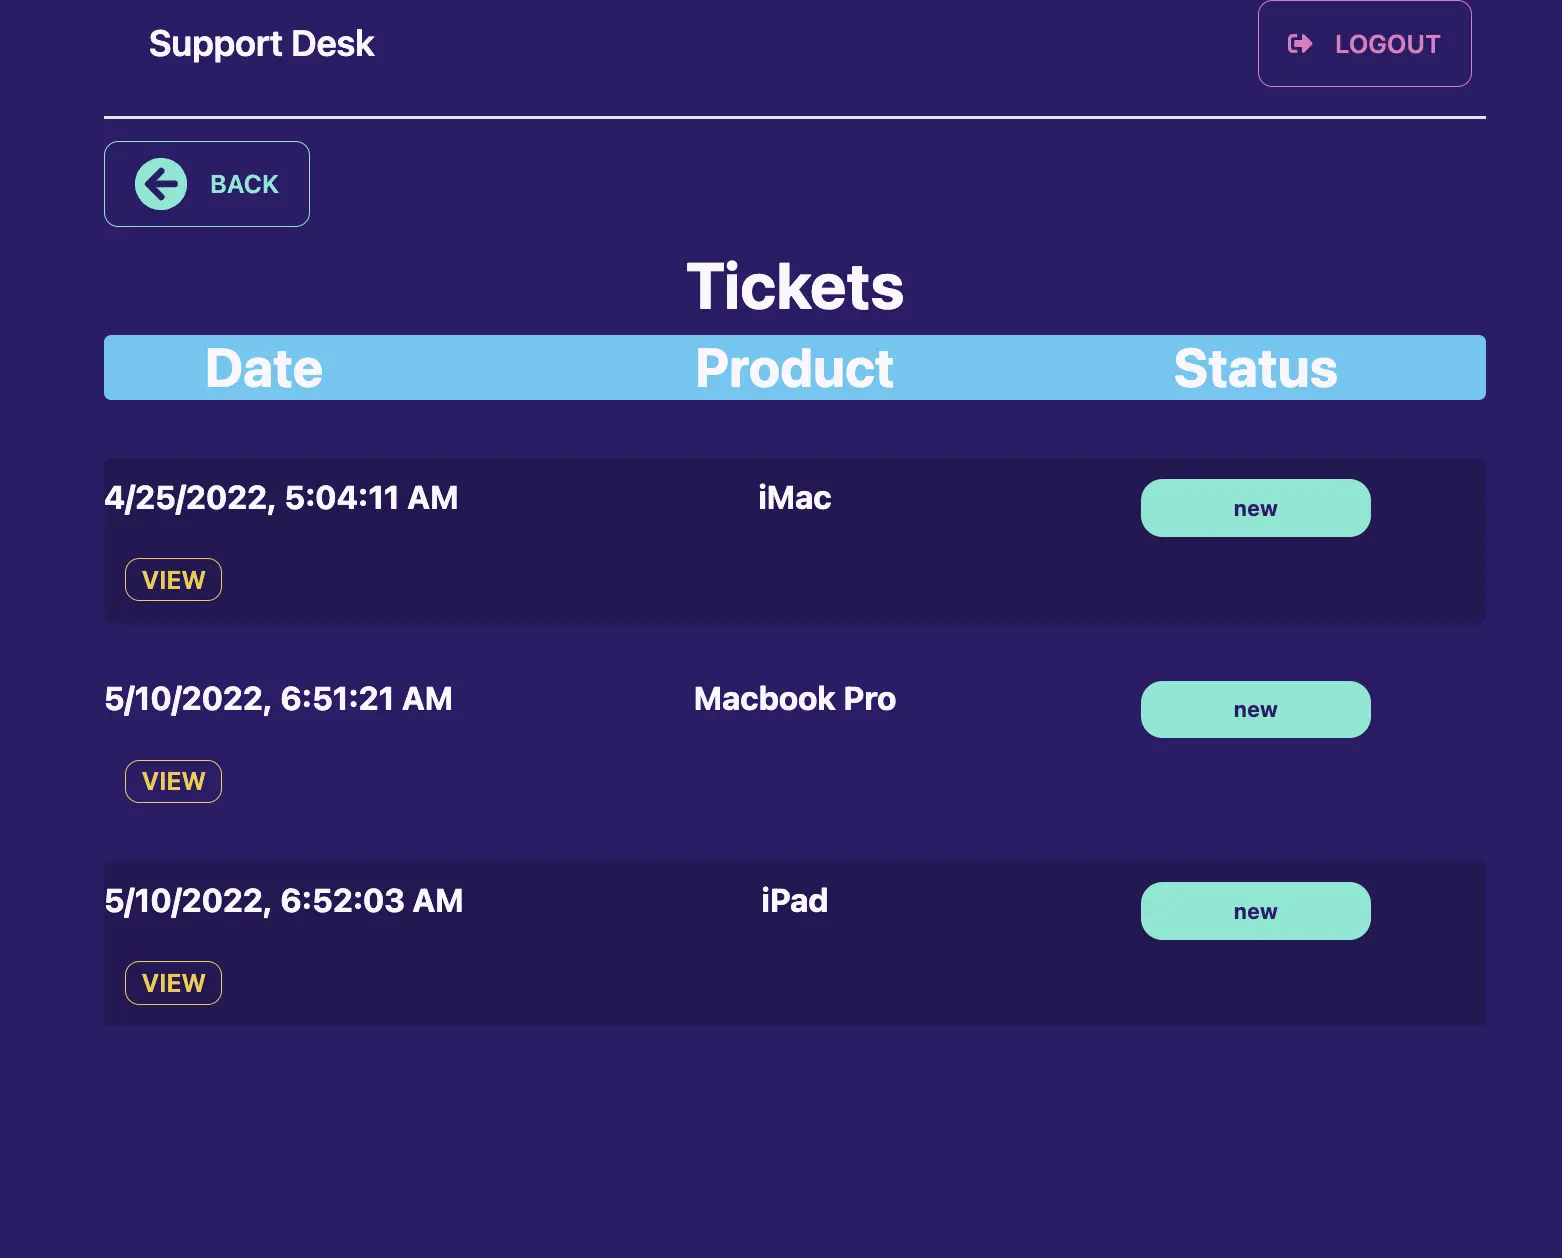 Support Desk
LOGOUT
BACK
Tickets
Date Product Status
4/25/2022, 5:04:11 AM iMac new
VIEW
5/10/2022, 6:51:21 AM Macbook Pro new
VIEW
5/10/2022, 6:52:03 AM iPad new
VIEW